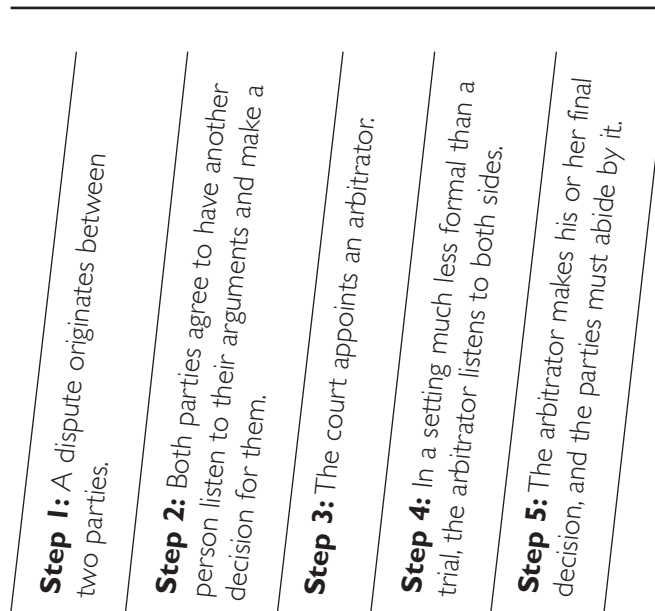 Step 1: A dispute originates between
two parties.
Step 2: Both parties agree to have another
person listen to their arguments and make a
decision for them.
Step 3: The court appoints an arbitrator.
Step 4: In a setting much less formal than a
trial, the arbitrator listens to both sides.
Step 5: The arbitrator makes his or her final
decision, and the parties must abide by it.